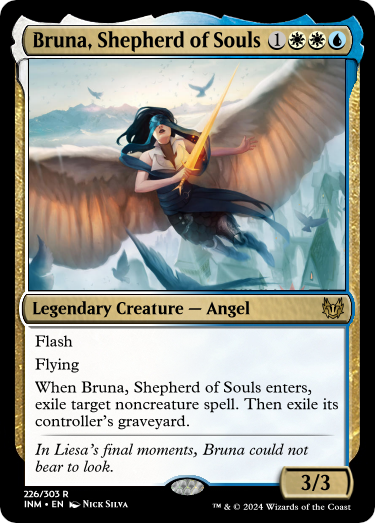 Bruna, Shepherd of Souls 1
Legendary Creature — Angel
Flash
Flying
When Bruna, Shepherd of Souls enters,
exile target noncreature spell. Then exile its
controller's graveyard.
In Liesa's final moments, Bruna could not
bear to look.
3/3
226/303 R
INM • EN Nick Silva
™ & © 2024 Wizards of the Coast